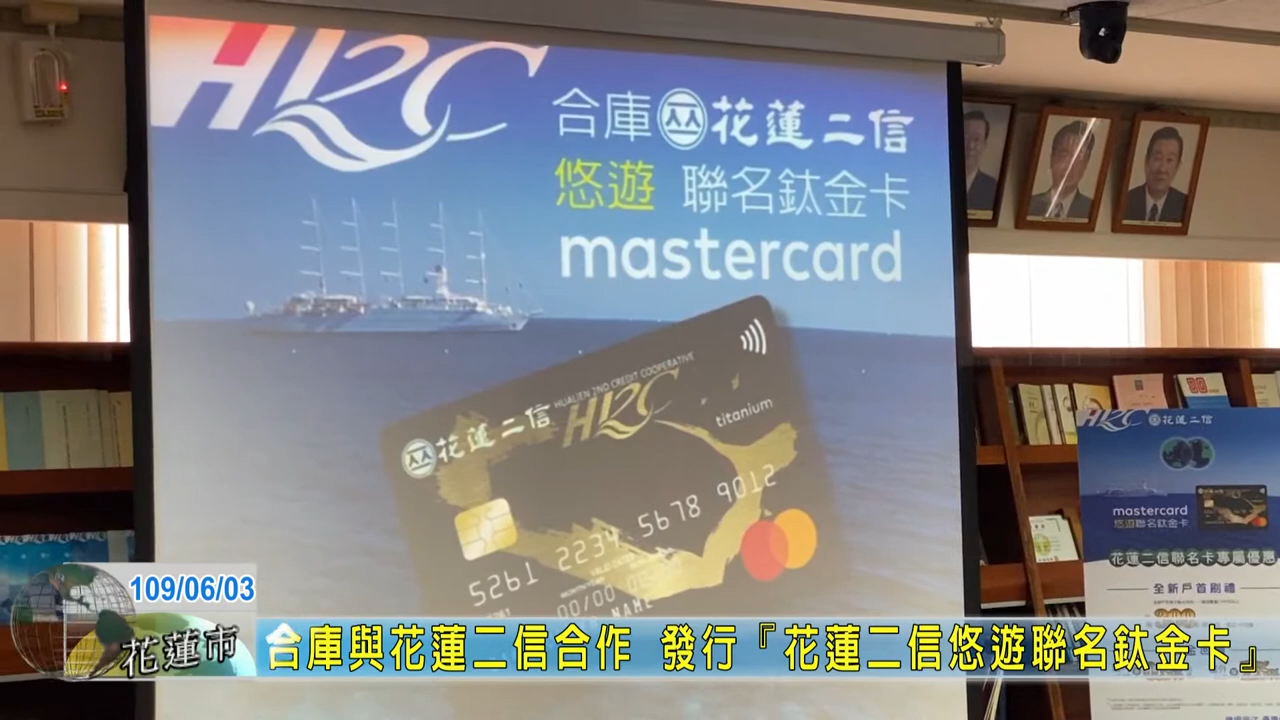 HL2C
合庫 花蓮二信
悠遊 聯名鈦金卡
mastercard
花蓮二信
HUALIEN 2ND CREDIT COOPERATIVE
HL2C
titanium
5261 2234 5678 9012
00/00
NAME
HL2C 花蓮二信
mastercard
悠遊聯名鈦金卡
花蓮二信聯名卡專屬優惠
全新戶首刷禮
109/06/03
花蓮市
合庫與花蓮二信合作 發行『花蓮二信悠遊聯名鈦金卡』